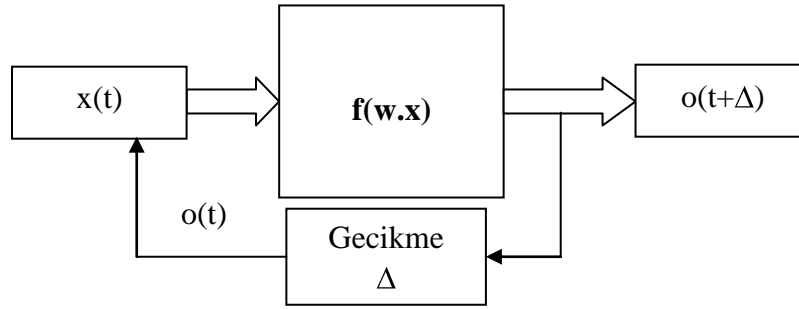 x(t)
f(w.x)
o(t+Δ)
o(t)
Gecikme
Δ